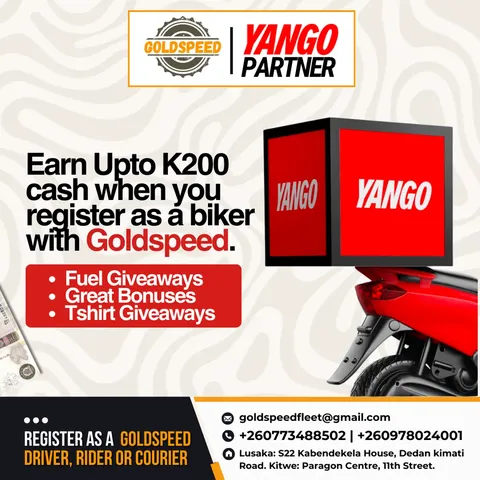 GOLDSPEED
YANGO
PARTNER
Earn Upto K200
cash when you
register as a biker
with Goldspeed.
• Fuel Giveaways
• Great Bonuses
• Tshirt Giveaways
YANGO
YANGO
REGISTER AS A GOLDSPEED
DRIVER, RIDER OR COURIER
goldspeedfleet@gmail.com
+260773488502 | +260978024001
Lusaka: S22 Kabendekela House, Dedan kimati
Road. Kitwe: Paragon Centre, 11th Street.